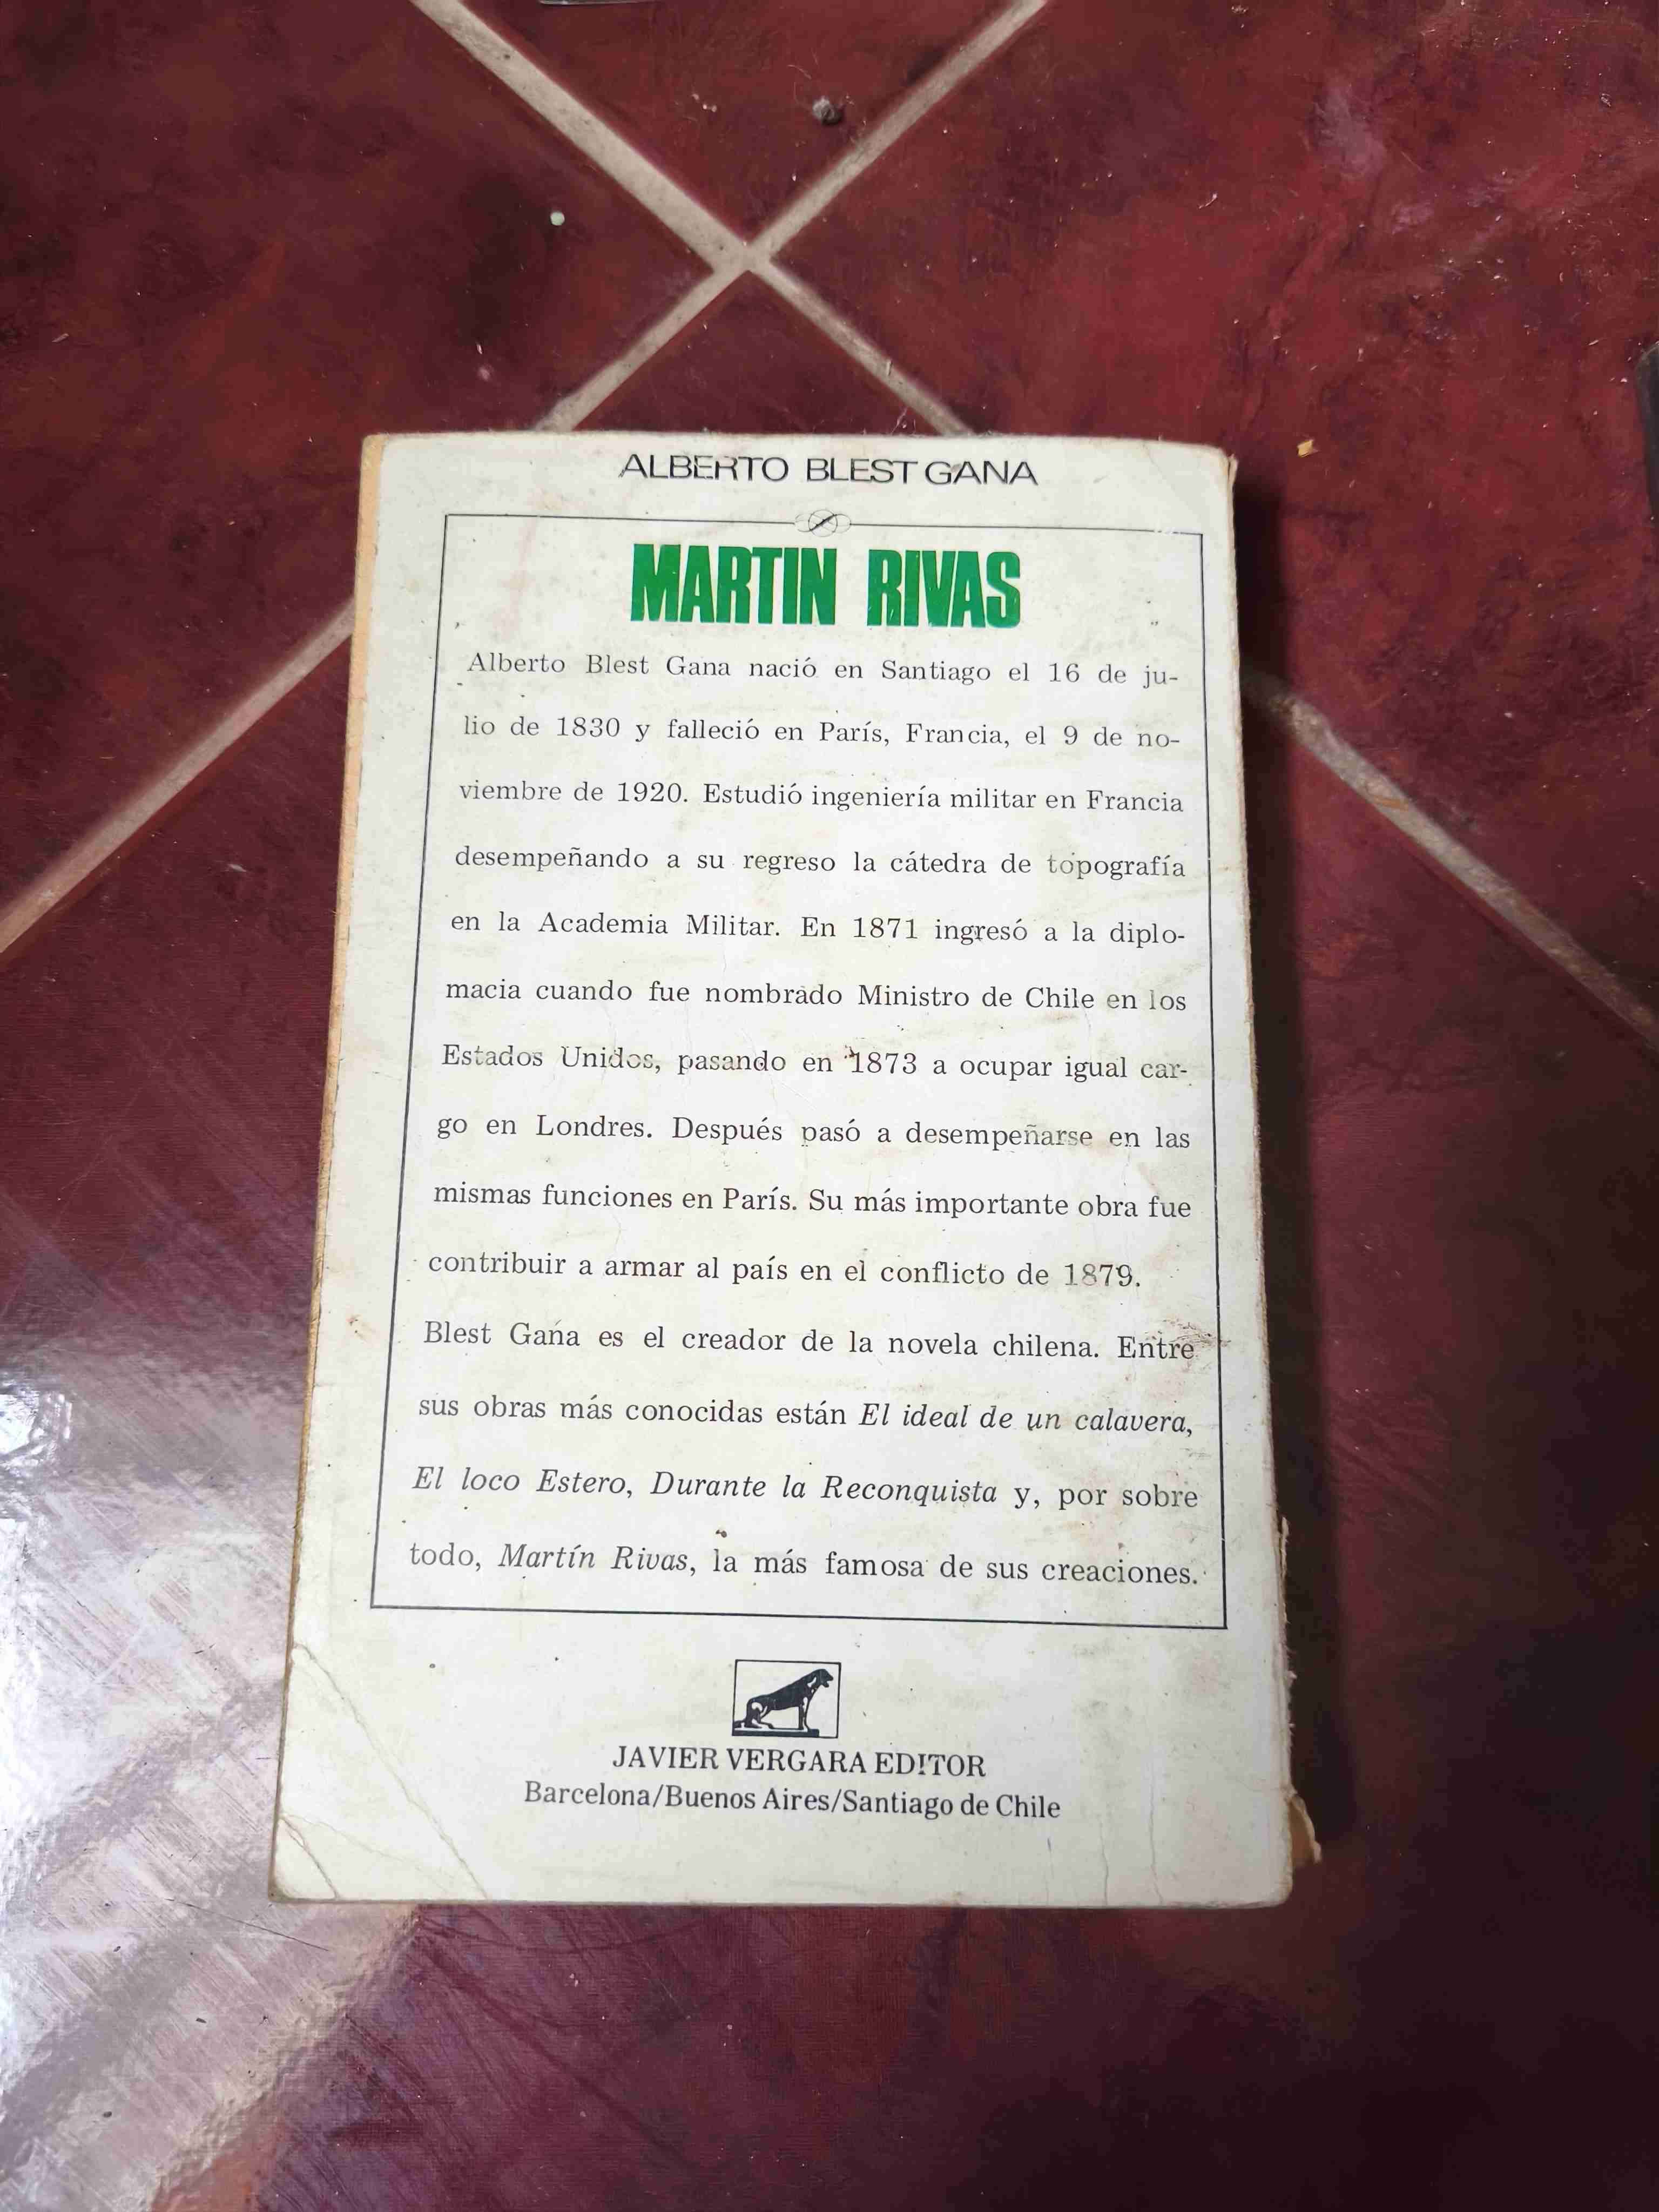 ALBERTO BLEST GANA
MARTIN RIVAS
Alberto Blest Gana nació en Santiago el 16 de ju-
lio de 1830 y falleció en París, Francia, el 9 de no-
viembre de 1920. Estudió ingeniería militar en Francia
desempeñando a su regreso la cátedra de topografía
en la Academia Militar. En 1871 ingresó a la diplo-
macia cuando fue nombrado Ministro de Chile en los
Estados Unidos, pasando en 1873 a ocupar igual car-
go en Londres. Después pasó a desempeñarse en las
mismas funciones en París. Su más importante obra fue
contribuir a armar al país en el conflicto de 1879.
Blest Gana es el creador de la novela chilena. Entre
sus obras más conocidas están El ideal de un calavera,
El loco Estero, Durante la Reconquista y, por sobre
todo, Martín Rivas, la más famosa de sus creaciones.
JAVIER VERGARA EDITOR
Barcelona/Buenos Aires/Santiago de Chile